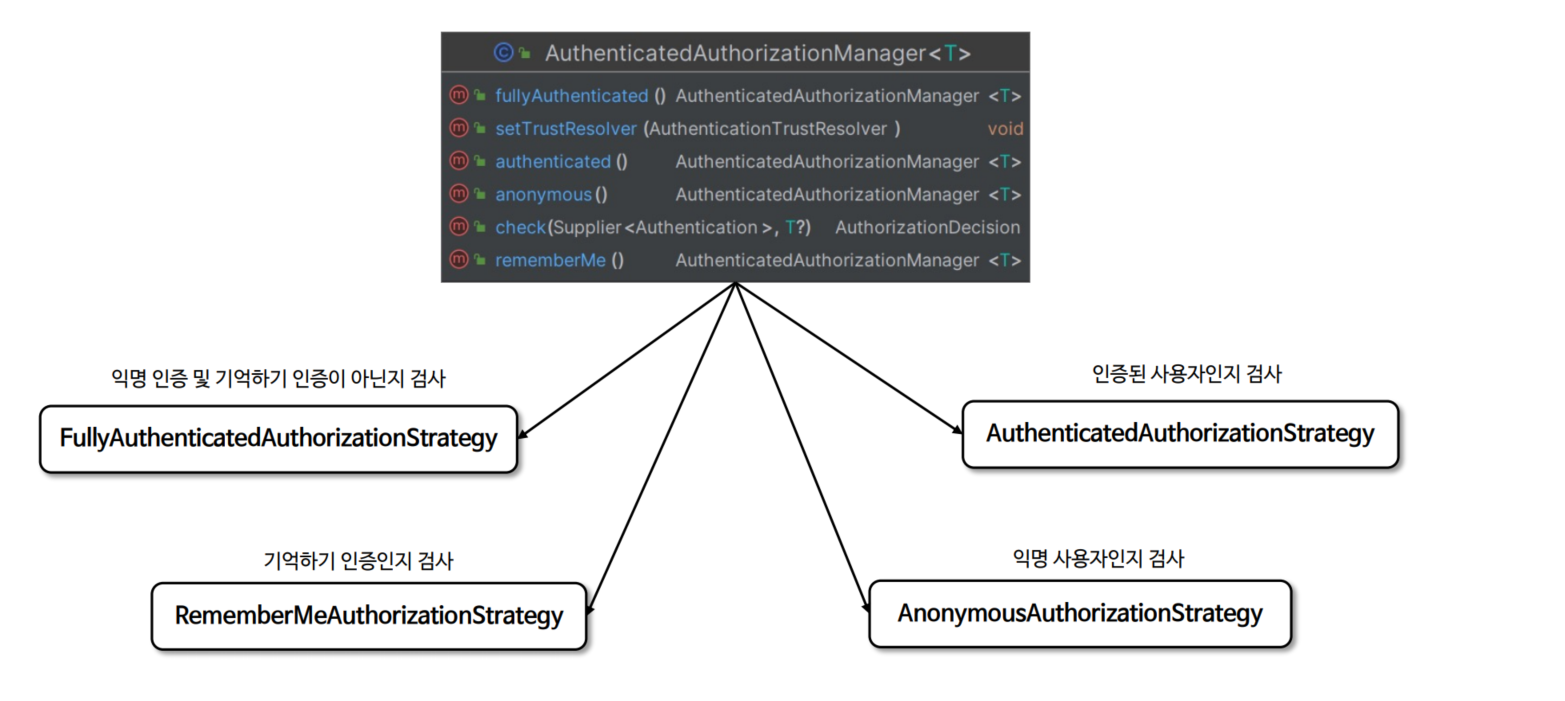 AuthenticatedAuthorizationManager<T>
fullyAuthenticated () AuthenticatedAuthorizationManager <T>
setTrustResolver (AuthenticationTrustResolver ) void
authenticated () AuthenticatedAuthorizationManager <T>
anonymous () AuthenticatedAuthorizationManager <T>
check(Supplier<Authentication >, T?) AuthorizationDecision
rememberMe () AuthenticatedAuthorizationManager <T>
익명 인증 및 기억하기 인증이 아닌지 검사
FullyAuthenticatedAuthorizationStrategy
인증된 사용자인지 검사
AuthenticatedAuthorizationStrategy
기억하기 인증인지 검사
RememberMeAuthorizationStrategy
익명 사용자인지 검사
AnonymousAuthorizationStrategy